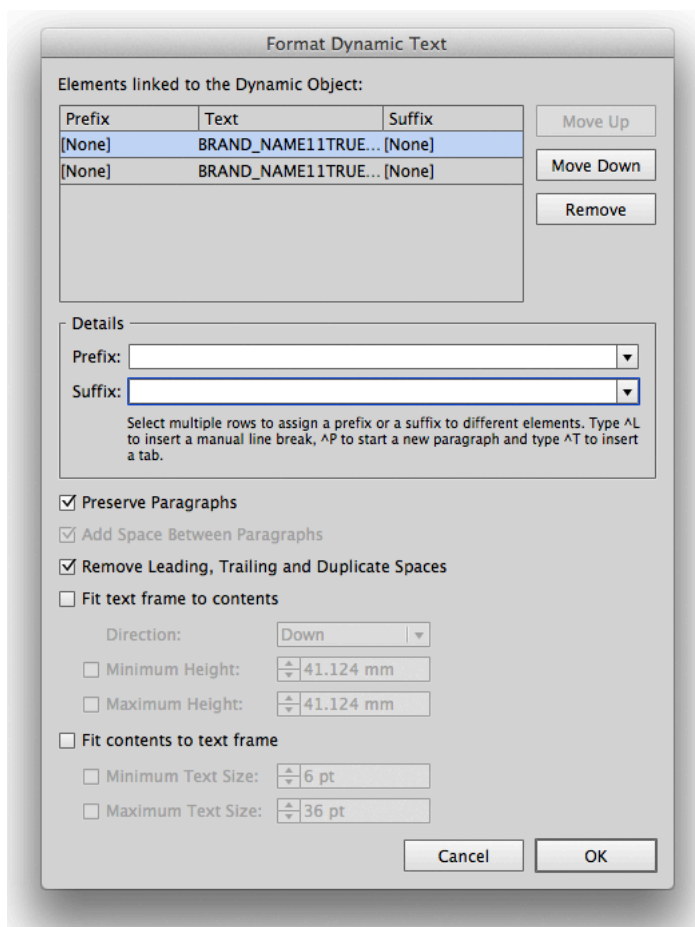 Format Dynamic Text
Elements linked to the Dynamic Object:
Prefix Text Suffix
[None] BRAND_NAME11TRUE... [None]
[None] BRAND_NAME11TRUE... [None]
Move Up
Move Down
Remove
Details
Prefix:
Suffix:
Select multiple rows to assign a prefix or a suffix to different elements. Type ^L
to insert a manual line break, ^P to start a new paragraph and type ^T to insert
a tab.
Preserve Paragraphs
Add Space Between Paragraphs
Remove Leading, Trailing and Duplicate Spaces
Fit text frame to contents
Direction: Down
Minimum Height: 41.124 mm
Maximum Height: 41.124 mm
Fit contents to text frame
Minimum Text Size: 6 pt
Maximum Text Size: 36 pt
Cancel OK